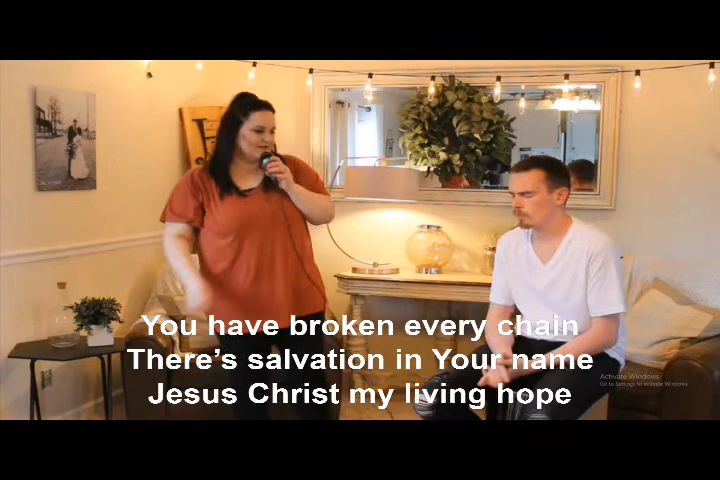 You have broken every chain
There's salvation in Your name
Jesus Christ my living hope
Activate Windows
Go to Settings to activate Windows